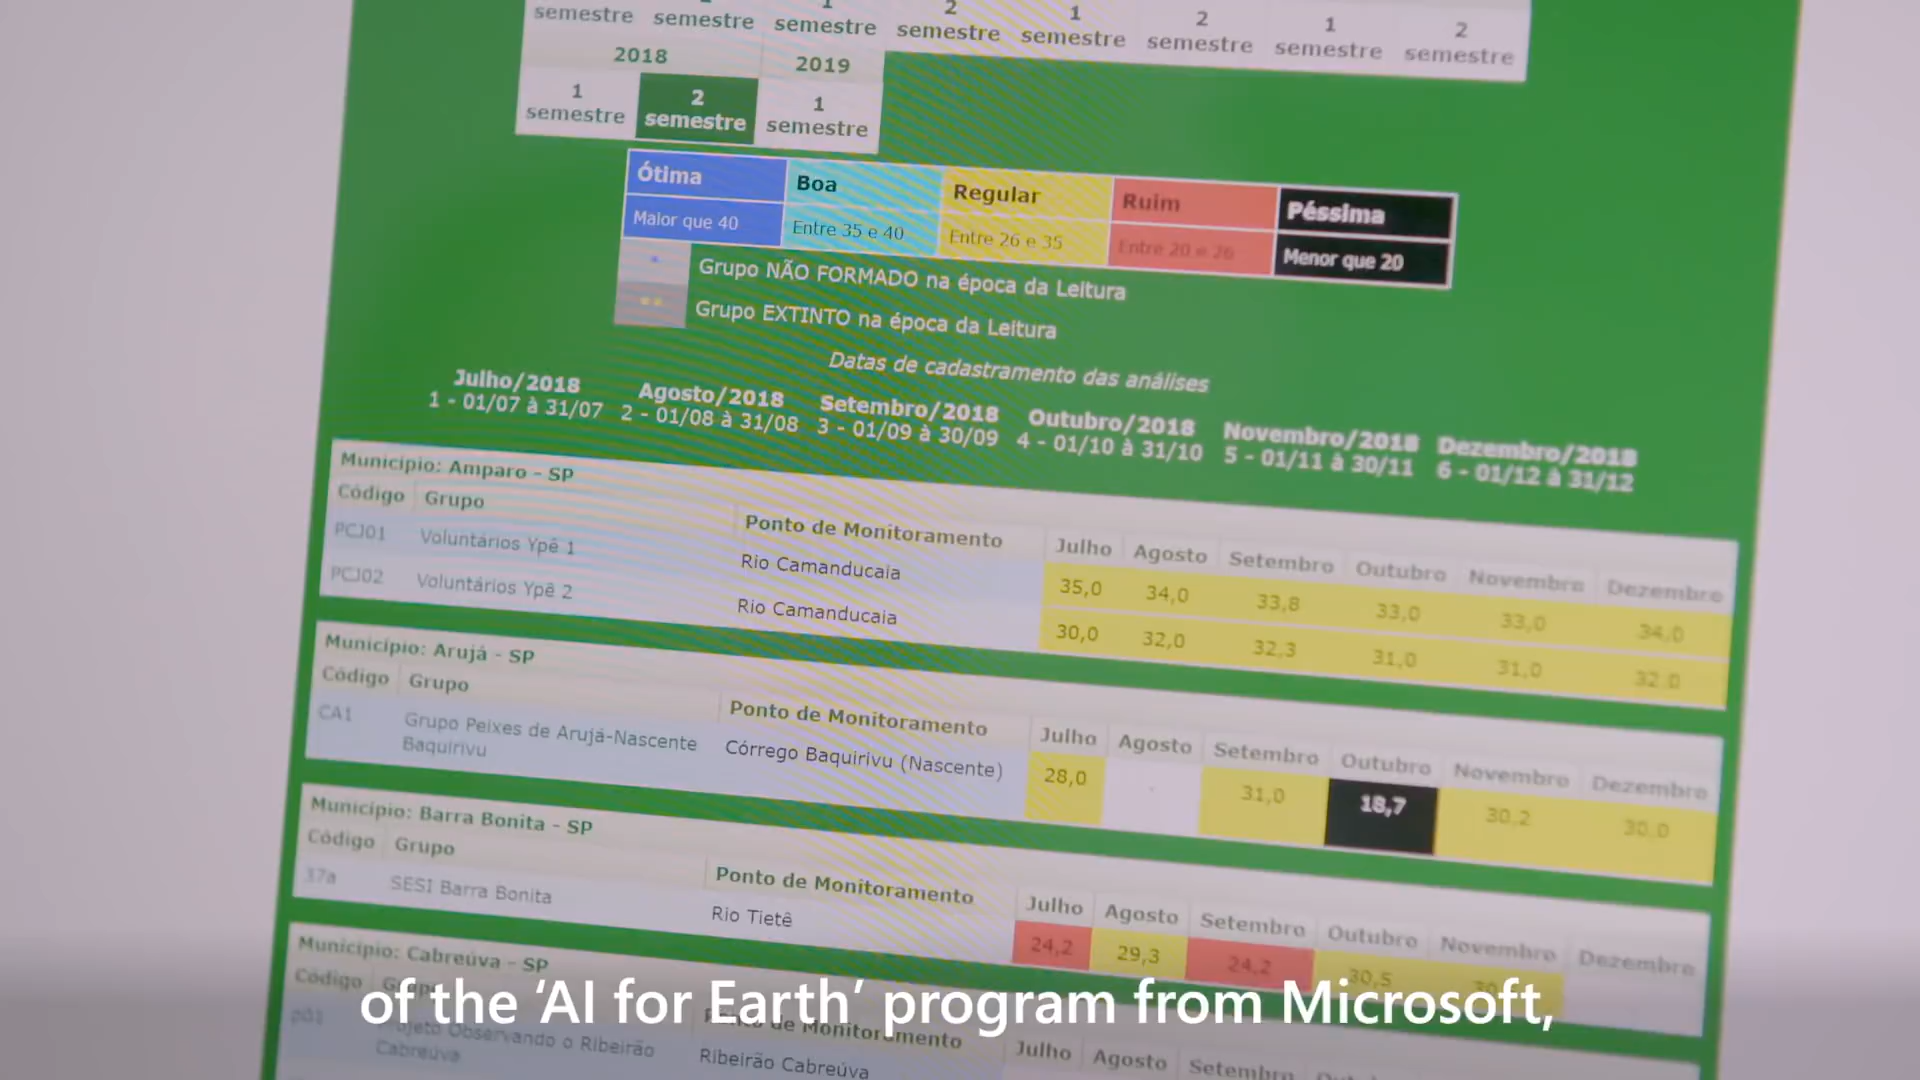 semestre semestre 1 semestre 2 semestre 1 semestre 2 semestre 1 semestre 2 semestre
2018 2019
1 semestre 2 semestre 1 semestre
Ótima Boa Regular Ruim Péssima
Maior que 40 Entre 35 e 40 Entre 26 e 35 Entre 20 e 26 Menor que 20
* Grupo NÃO FORMADO na época da Leitura
** Grupo EXTINTO na época da Leitura
Datas de cadastramento das análises
Julho/2018 Agosto/2018 Setembro/2018 Outubro/2018 Novembro/2018 Dezembro/2018
1 - 01/07 à 31/07 2 - 01/08 à 31/08 3 - 01/09 à 30/09 4 - 01/10 à 31/10 5 - 01/11 à 30/11 6 - 01/12 à 31/12
Município: Amparo - SP
Código Grupo Ponto de Monitoramento Julho Agosto Setembro Outubro Novembro Dezembro
PCJ01 Voluntários Ypê 1 Rio Camanducaia 35,0 34,0 33,8 33,0 33,0 34,0
PCJ02 Voluntários Ypê 2 Rio Camanducaia 30,0 32,0 32,3 31,0 31,0 32,0
Município: Arujá - SP
Código Grupo Ponto de Monitoramento Julho Agosto Setembro Outubro Novembro Dezembro
CA1 Grupo Peixes de Arujá-Nascente Baquirivu Córrego Baquirivu (Nascente) 28,0 - 31,0 18,7 30,2 30,0
Município: Barra Bonita - SP
Código Grupo Ponto de Monitoramento Julho Agosto Setembro Outubro Novembro Dezembro
37a SESI Barra Bonita Rio Tietê 24,2 29,3 24,2 30,5
Município: Cabreúva - SP
Código Grupo Ponto de Monitoramento Julho Agosto Setembro
Projeto Observando o Ribeirão Cabreúva Ribeirão Cabreúva
of the ‘AI for Earth’ program from Microsoft,